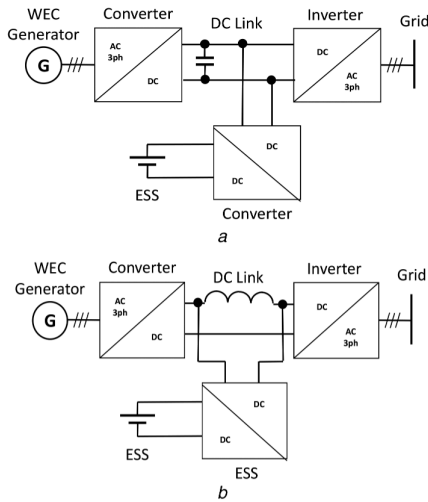 WEC
Generator
Converter
DC Link
Inverter
Grid
G
AC
3ph
DC
DC
AC
3ph
DC
DC
ESS
Converter
a
WEC
Generator
Converter
DC Link
Inverter
Grid
G
AC
3ph
DC
DC
AC
3ph
DC
DC
ESS
ESS
b